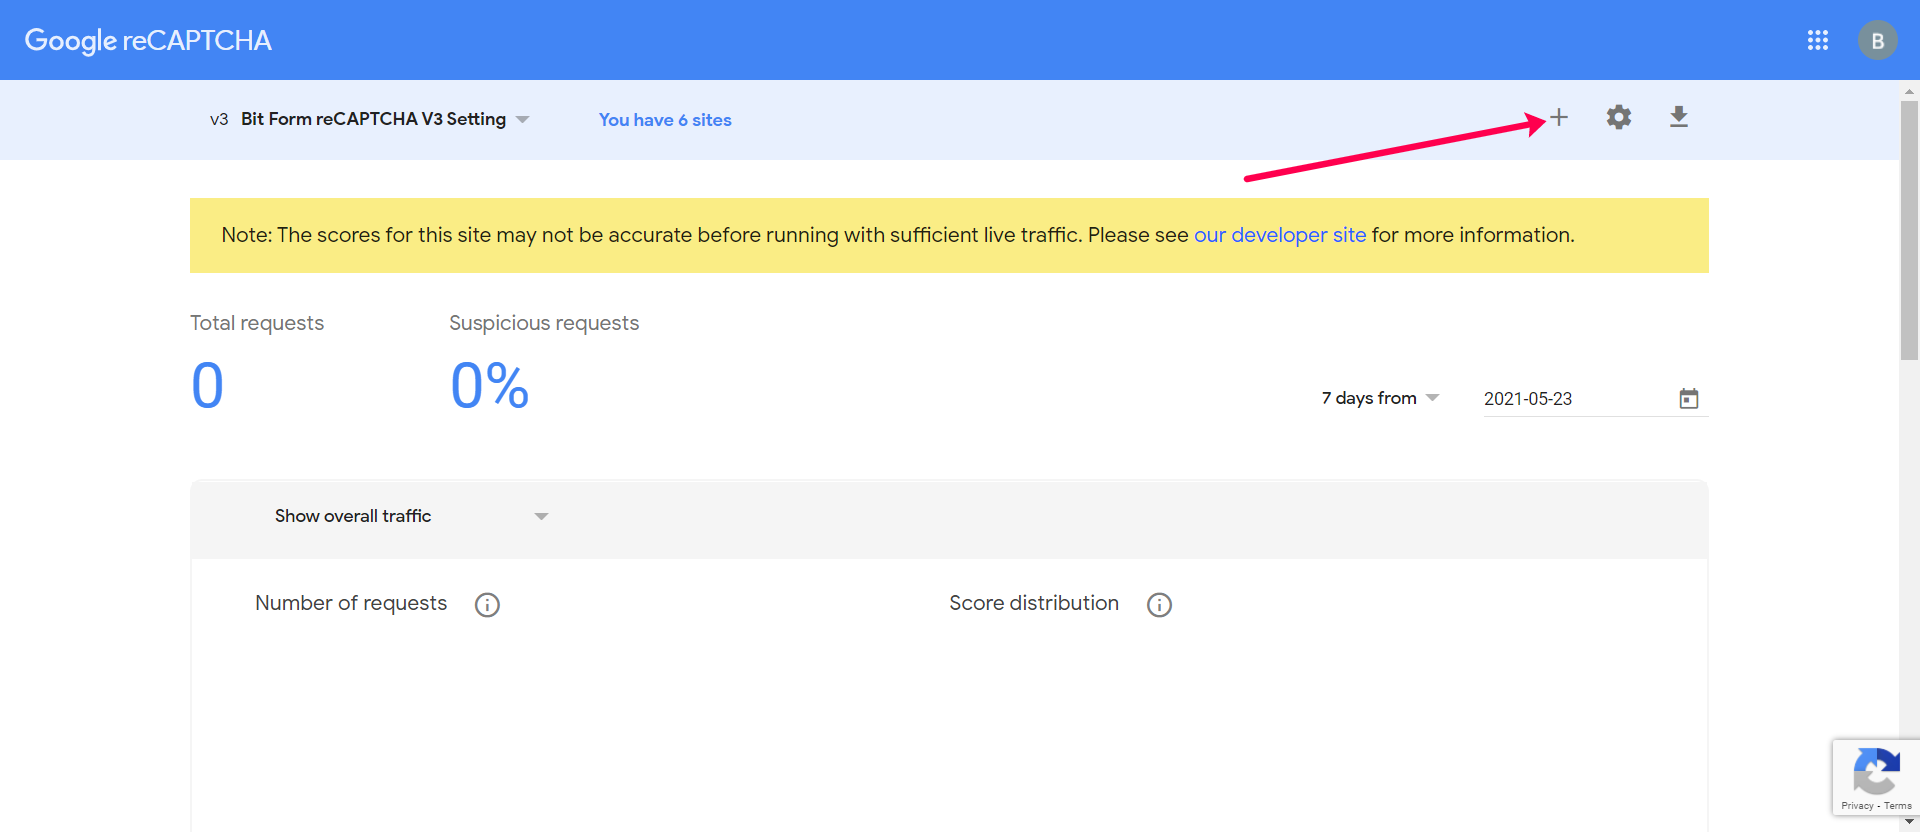 Google reCAPTCHA
B
v3 Bit Form reCAPTCHA V3 Setting
You have 6 sites
Note: The scores for this site may not be accurate before running with sufficient live traffic. Please see our developer site for more information.
Total requests
Suspicious requests
0
0%
7 days from
2021-05-23
Show overall traffic
Number of requests
Score distribution
Privacy - Terms